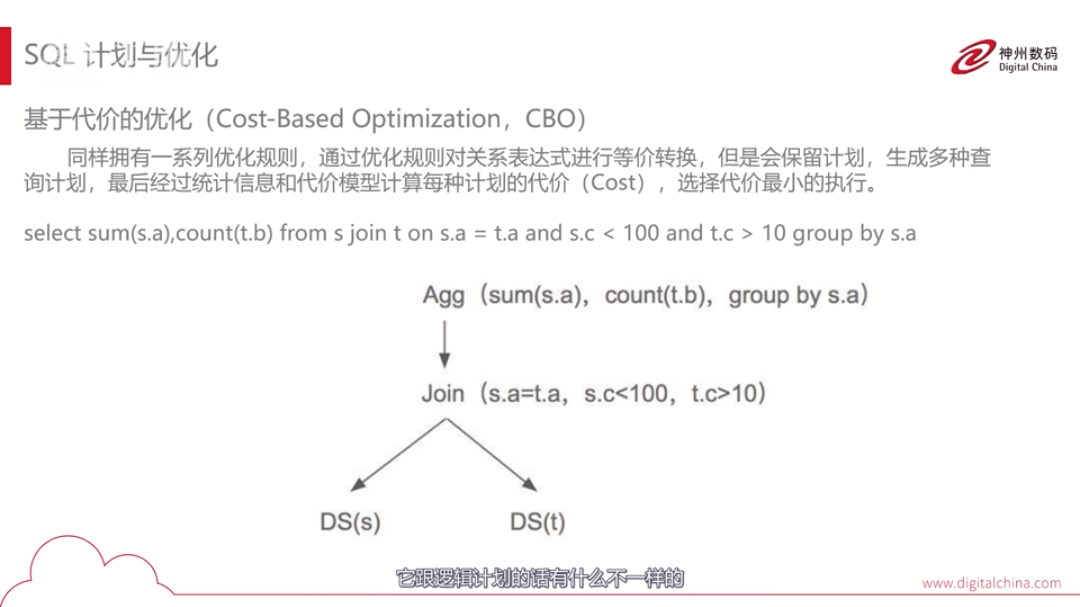 SQL 计划与优化
神州数码
Digital China
基于代价的优化（Cost-Based Optimization，CBO）
同样拥有一系列优化规则，通过优化规则对关系表达式进行等价转换，但是会保留计划，生成多种查
询计划，最后经过统计信息和代价模型计算每种计划的代价（Cost），选择代价最小的执行。
select sum(s.a),count(t.b) from s join t on s.a = t.a and s.c < 100 and t.c > 10 group by s.a
Agg（sum(s.a)，count(t.b)，group by s.a）
Join（s.a=t.a，s.c<100，t.c>10）
DS(s)
DS(t)
它跟逻辑计划的话有什么不一样的
www.digitalchina.com